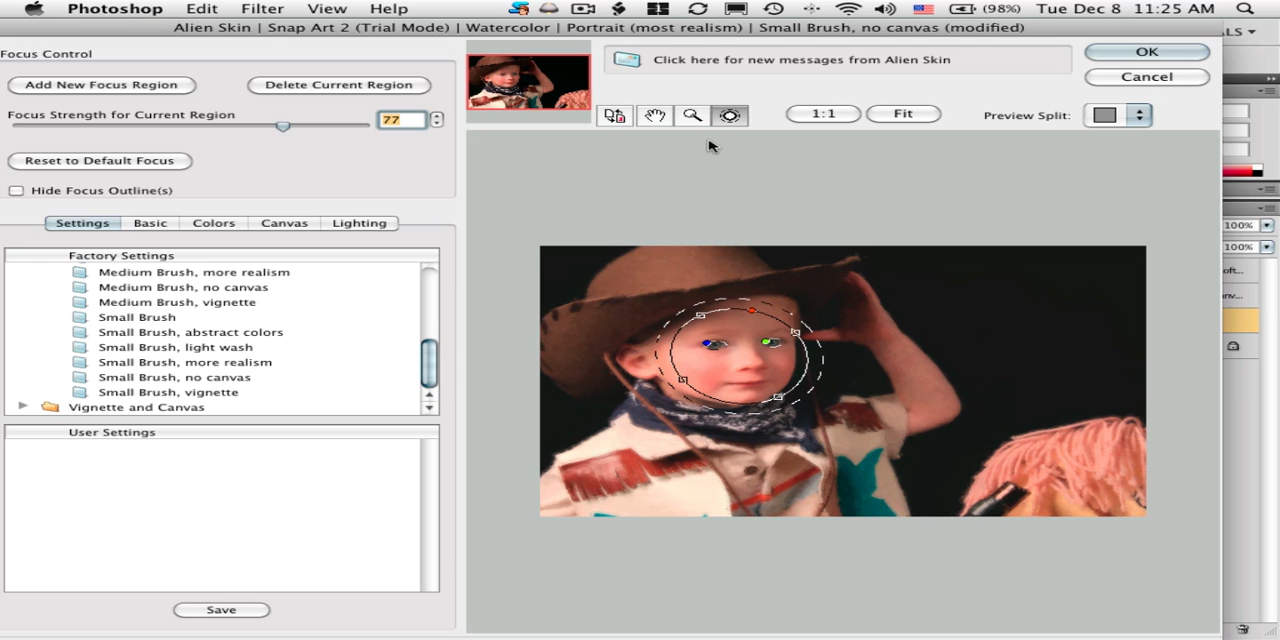 Photoshop Edit Filter View Help (98%) Tue Dec 8 11:25 AM
Alien Skin | Snap Art 2 (Trial Mode) | Watercolor | Portrait (most realism) | Small Brush, no canvas (modified)
LS
Focus Control
Add New Focus Region Delete Current Region
Focus Strength for Current Region 77
Reset to Default Focus
Hide Focus Outline(s)
Click here for new messages from Alien Skin
OK
Cancel
1:1 Fit Preview Split:
Settings Basic Colors Canvas Lighting
Factory Settings
Medium Brush, more realism
Medium Brush, no canvas
Medium Brush, vignette
Small Brush
Small Brush, abstract colors
Small Brush, light wash
Small Brush, more realism
Small Brush, no canvas
Small Brush, vignette
Vignette and Canvas
User Settings
Save
100%
100%
oft...
nv...